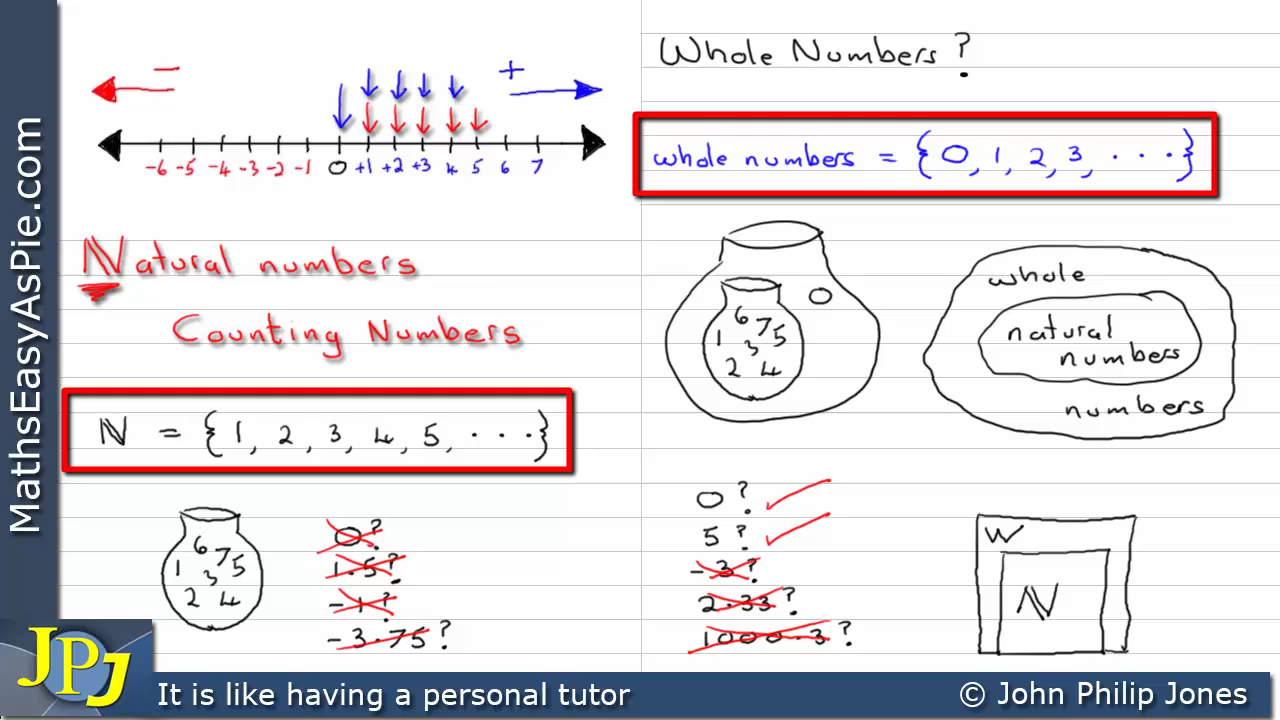 MathsEasyAsPie.com
− +
-6 -5 -4 -3 -2 -1 0 +1 +2 +3 4 5 6 7
ℕatural numbers
Counting Numbers
ℕ = {1, 2, 3, 4, 5, ...}
6
1 7 5
3
2 4
0?
1.5?
-1?
-3.75?
Whole Numbers?
whole numbers = {0, 1, 2, 3, ...}
0
6
1 7 5
3
2 4
whole
natural
numbers
numbers
0?
5?
-3?
2.33?
1000.3?
W
ℕ
JPJ
It is like having a personal tutor
© John Philip Jones